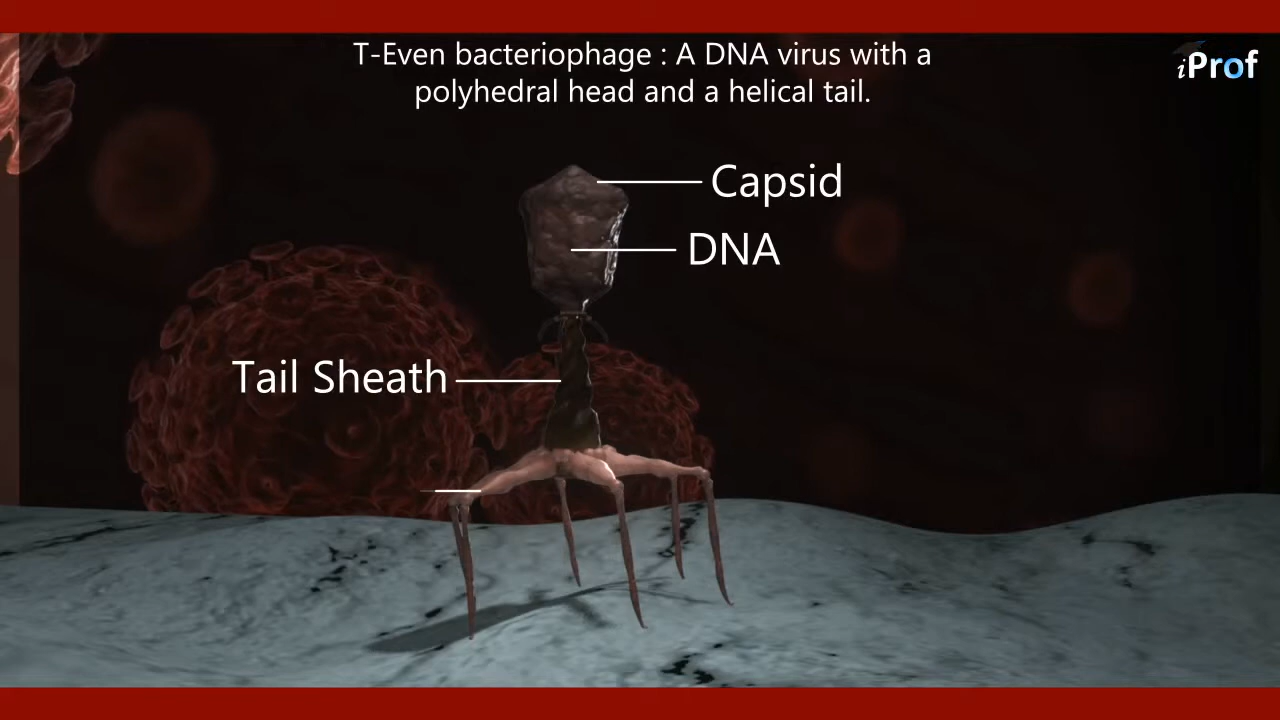 T-Even bacteriophage : A DNA virus with a
polyhedral head and a helical tail.
iProf
Capsid
DNA
Tail Sheath